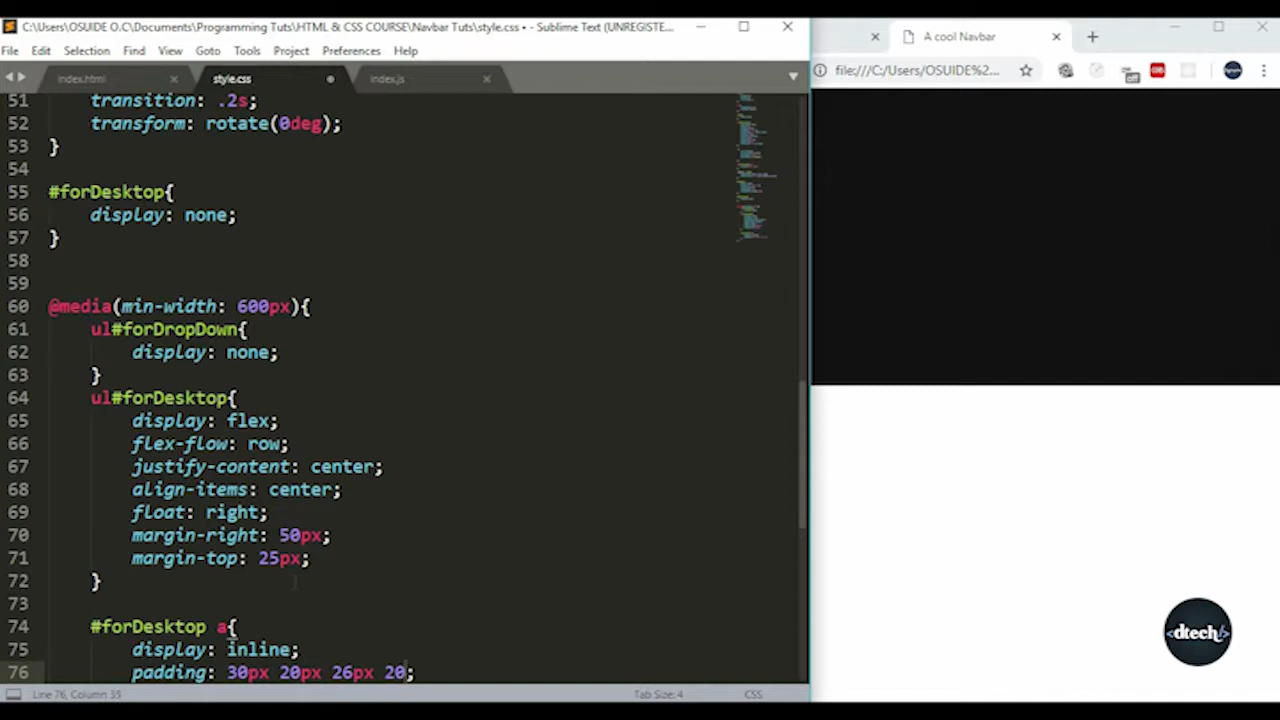 C:\Users\OSUIDE O.C\Documents\Programming Tuts\HTML & CSS COURSE\Navbar Tuts\style.css • - Sublime Text (UNREGISTE...
File Edit Selection Find View Goto Tools Project Preferences Help
index.html style.css index.js
51 transition: .2s;
52 transform: rotate(0deg);
53 }
54
55 #forDesktop{
56 display: none;
57 }
58
59
60 @media(min-width: 600px){
61 ul#forDropDown{
62 display: none;
63 }
64 ul#forDesktop{
65 display: flex;
66 flex-flow: row;
67 justify-content: center;
68 align-items: center;
69 float: right;
70 margin-right: 50px;
71 margin-top: 25px;
72 }
73
74 #forDesktop a{
75 display: inline;
76 padding: 30px 20px 26px 20;
Line 76, Column 33
Tab Size: 4
CSS
A cool Navbar
file:///C:/Users/OSUIDE%2...
off
<dtech/>